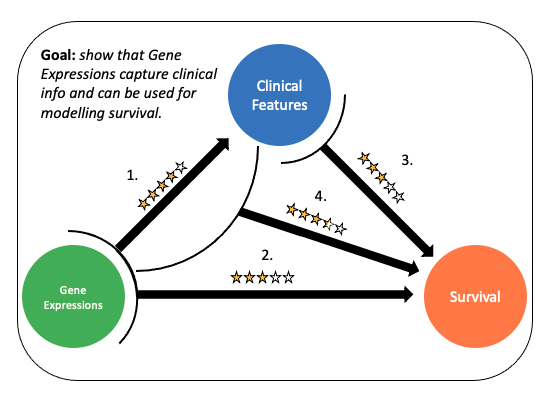 Goal: show that Gene
Expressions capture clinical
info and can be used for
modelling survival.
Clinical
Features
1.
3.
4.
2.
Gene
Expressions
Survival